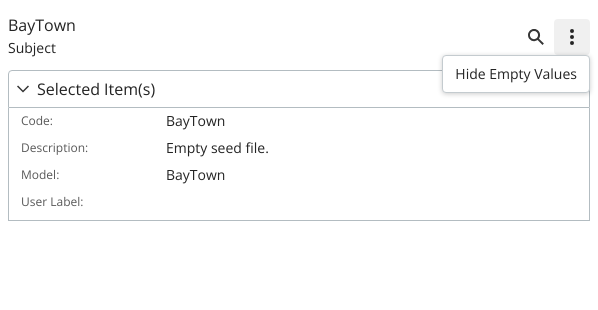 BayTown
Subject
Hide Empty Values
Selected Item(s)
Code: BayTown
Description: Empty seed file.
Model: BayTown
User Label: